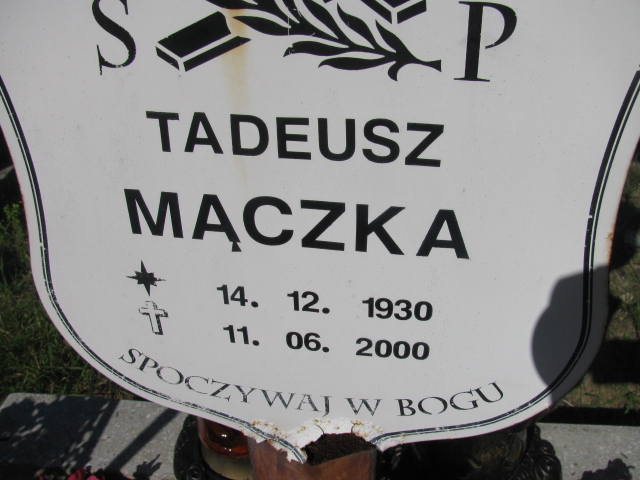 S P
TADEUSZ
MĄCZKA
14. 12. 1930
11. 06. 2000
SPOCZYWAJ W BOGU